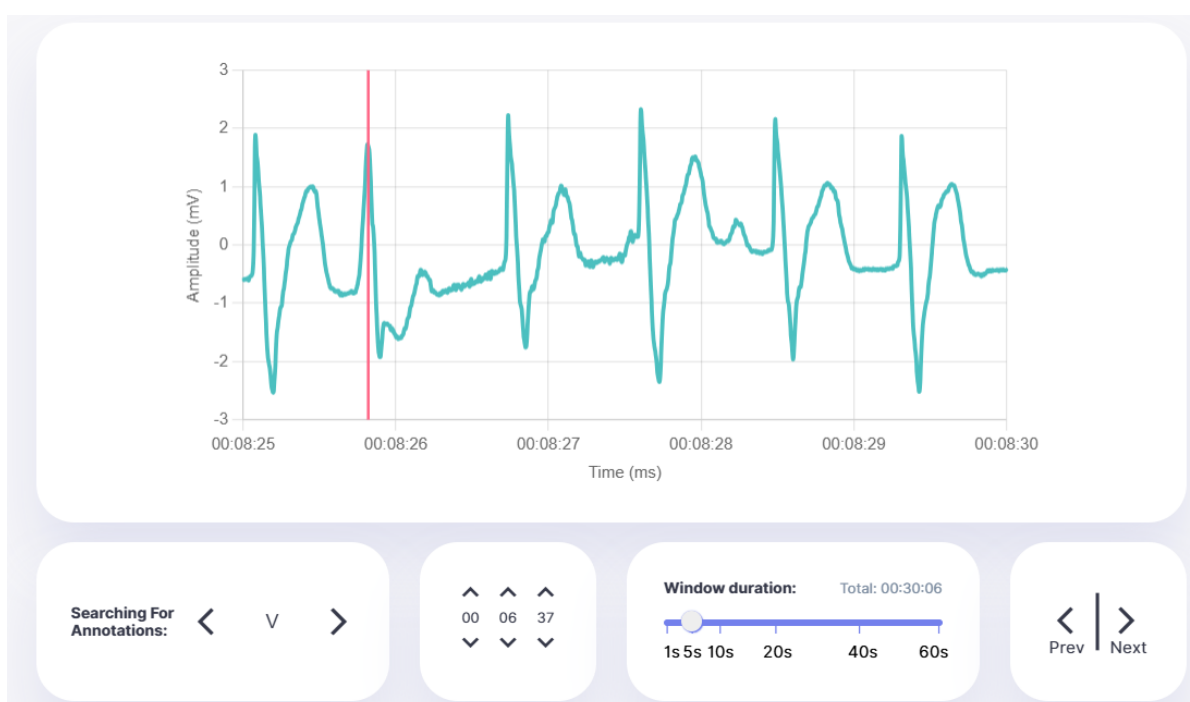 3
2
1
0
-1
-2
-3
Amplitude (mV)
00:08:25 00:08:26 00:08:27 00:08:28 00:08:29 00:08:30
Time (ms)
Searching For
Annotations:
V
00 06 37
Window duration: Total: 00:30:06
1s 5s 10s 20s 40s 60s
Prev Next